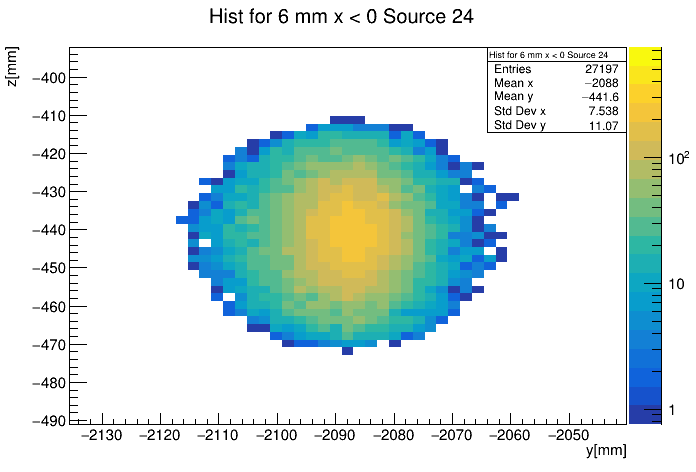 Hist for 6 mm x < 0 Source 24
z[mm]
Hist for 6 mm x < 0 Source 24
Entries 27197
Mean x −2088
Mean y −441.6
Std Dev x 7.538
Std Dev y 11.07
−400
−410
−420
−430
−440
−450
−460
−470
−480
−490
10²
10
1
−2130 −2120 −2110 −2100 −2090 −2080 −2070 −2060 −2050
y[mm]